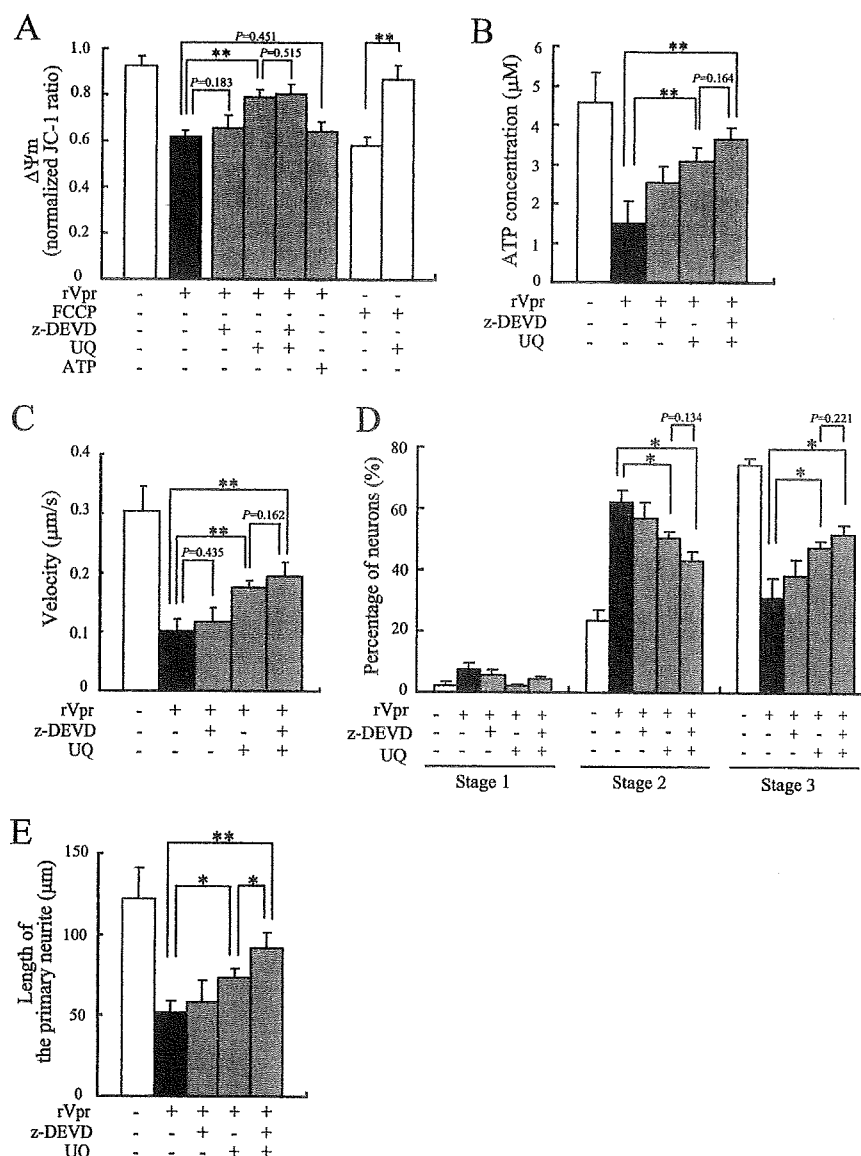 A
P=0.451
**
**
P=0.515
P=0.183
1.0
0.8
0.6
0.4
0.2
0
ΔΨm
(normalized JC-1 ratio)
rVpr - + + + + + - -
FCCP - - - - - - + +
z-DEVD - - + - + - - -
UQ - - - + + - - +
ATP - - - - - + - -
B
**
P=0.164
**
6
5
4
3
2
1
0
ATP concentration (μM)
rVpr - + + + +
z-DEVD - - + - +
UQ - - - + +
C
0.4
0.3
0.2
0.1
0
Velocity (μm/s)
**
**
P=0.162
P=0.435
rVpr - + + + +
z-DEVD - - + - +
UQ - - - + +
D
80
60
40
20
0
Percentage of neurons (%)
P=0.134
*
*
P=0.221
*
*
rVpr - + + + + - + + + + - + + + +
z-DEVD - - + - + - - + - + - - + - +
UQ - - - + + - - - + + - - - + +
Stage 1 Stage 2 Stage 3
E
150
100
50
0
Length of
the primary neurite (μm)
**
* *
rVpr - + + + +
z-DEVD - - + - +
UQ - - - + +